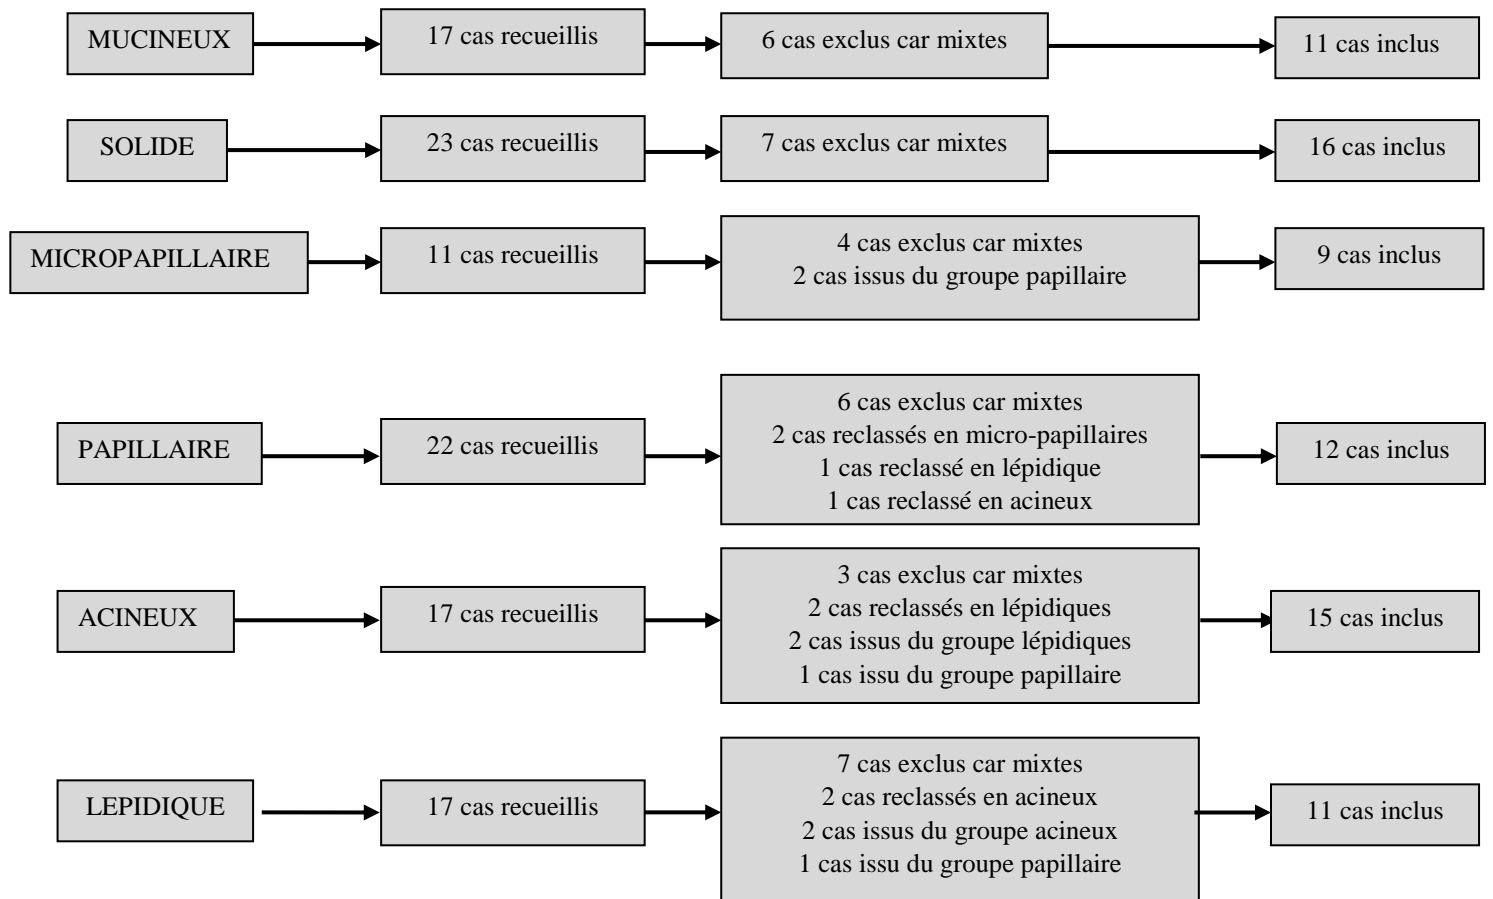 MUCINEUX
17 cas recueillis
6 cas exclus car mixtes
11 cas inclus
SOLIDE
23 cas recueillis
7 cas exclus car mixtes
16 cas inclus
MICROPAPILLAIRE
11 cas recueillis
4 cas exclus car mixtes
2 cas issus du groupe papillaire
9 cas inclus
PAPILLAIRE
22 cas recueillis
6 cas exclus car mixtes
2 cas reclassés en micro-papillaires
1 cas reclassé en lépidique
1 cas reclassé en acineux
12 cas inclus
ACINEUX
17 cas recueillis
3 cas exclus car mixtes
2 cas reclassés en lépidiques
2 cas issus du groupe lépidiques
1 cas issu du groupe papillaire
15 cas inclus
LEPIDIQUE
17 cas recueillis
7 cas exclus car mixtes
2 cas reclassés en acineux
2 cas issus du groupe acineux
1 cas issu du groupe papillaire
11 cas inclus